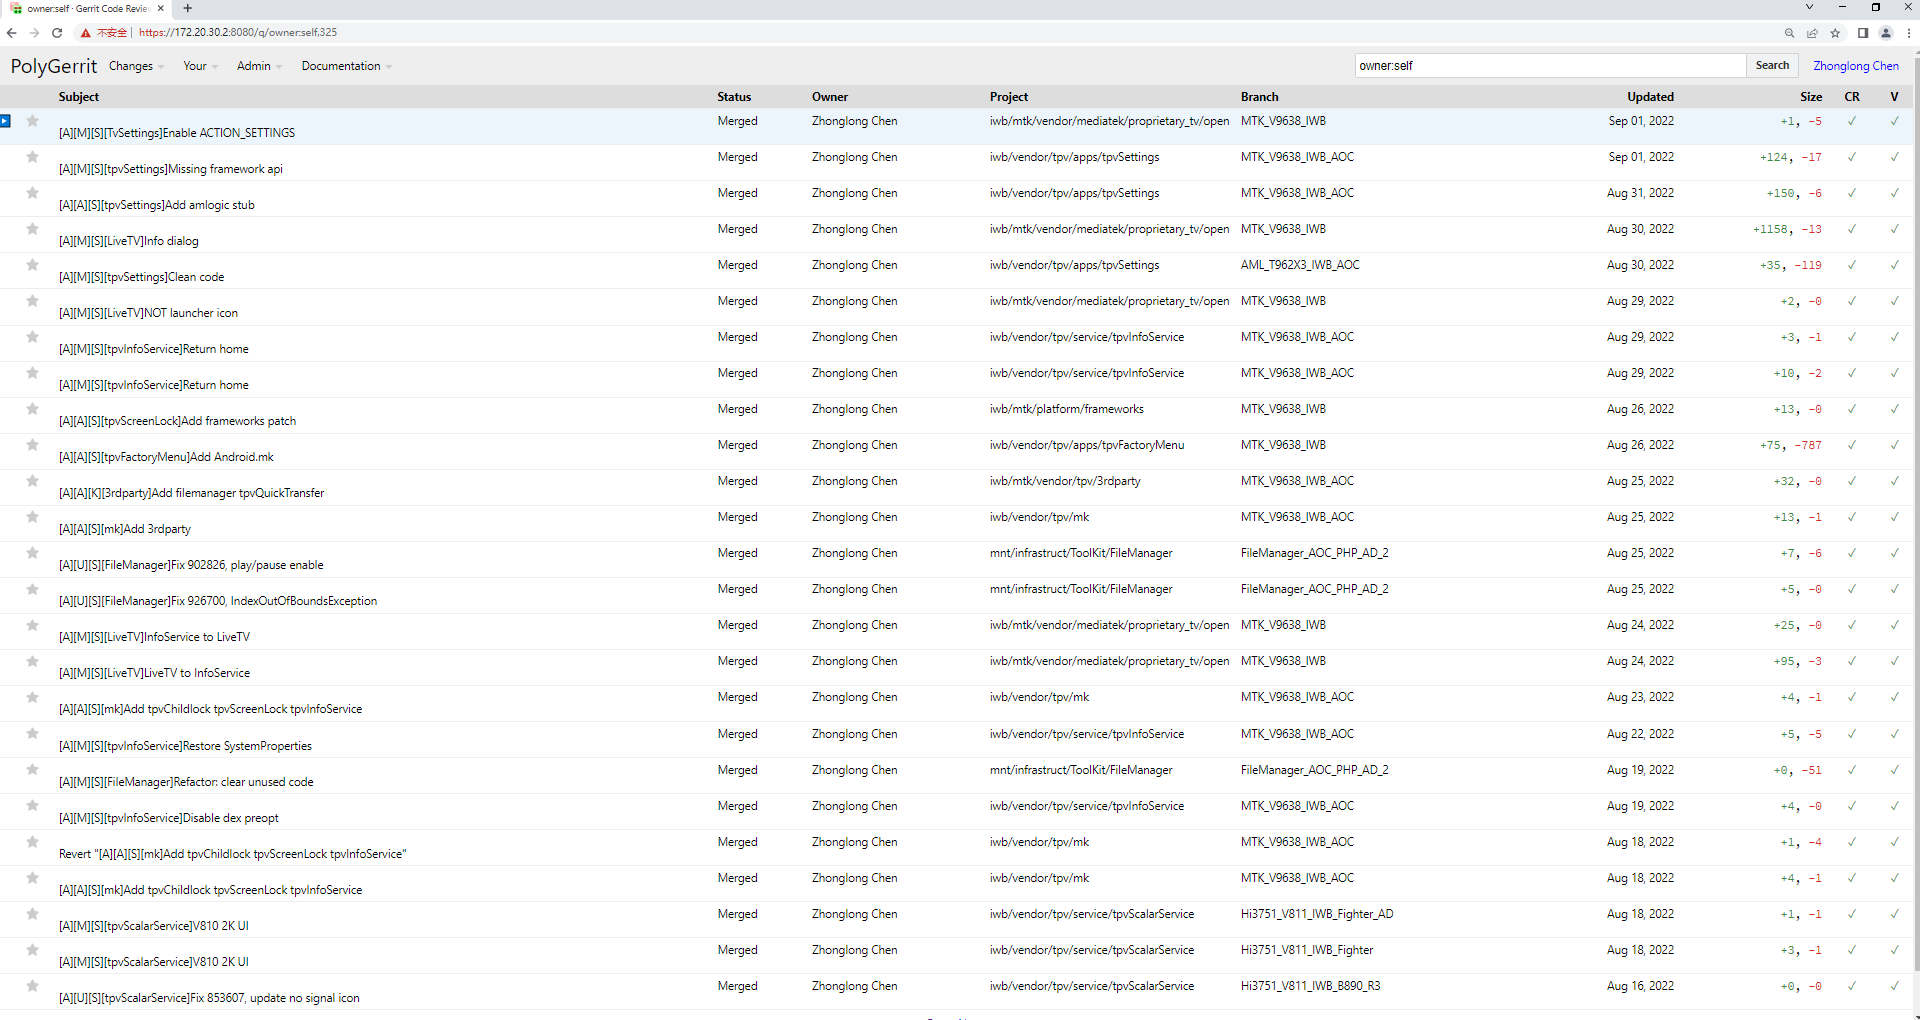 owner:self · Gerrit Code Revie
不安全 | https://172.20.30.2:8080/q/owner:self,325
PolyGerrit Changes Your Admin Documentation owner:self Search Zhonglong Chen
Subject Status Owner Project Branch Updated Size CR V
[A][M][S][TvSettings]Enable ACTION_SETTINGS Merged Zhonglong Chen iwb/mtk/vendor/mediatek/proprietary_tv/open MTK_V9638_IWB Sep 01, 2022 +1, -5 ✓ ✓
[A][M][S][tpvSettings]Missing framework api Merged Zhonglong Chen iwb/vendor/tpv/apps/tpvSettings MTK_V9638_IWB_AOC Sep 01, 2022 +124, -17 ✓ ✓
[A][A][S][tpvSettings]Add amlogic stub Merged Zhonglong Chen iwb/vendor/tpv/apps/tpvSettings MTK_V9638_IWB_AOC Aug 31, 2022 +150, -6 ✓ ✓
[A][M][S][LiveTV]Info dialog Merged Zhonglong Chen iwb/mtk/vendor/mediatek/proprietary_tv/open MTK_V9638_IWB Aug 30, 2022 +1158, -13 ✓ ✓
[A][M][S][tpvSettings]Clean code Merged Zhonglong Chen iwb/vendor/tpv/apps/tpvSettings AML_T962X3_IWB_AOC Aug 30, 2022 +35, -119 ✓ ✓
[A][M][S][LiveTV]NOT launcher icon Merged Zhonglong Chen iwb/mtk/vendor/mediatek/proprietary_tv/open MTK_V9638_IWB Aug 29, 2022 +2, -0 ✓ ✓
[A][M][S][tpvInfoService]Return home Merged Zhonglong Chen iwb/vendor/tpv/service/tpvInfoService MTK_V9638_IWB_AOC Aug 29, 2022 +3, -1 ✓ ✓
[A][M][S][tpvInfoService]Return home Merged Zhonglong Chen iwb/vendor/tpv/service/tpvInfoService MTK_V9638_IWB_AOC Aug 29, 2022 +10, -2 ✓ ✓
[A][A][S][tpvScreenLock]Add frameworks patch Merged Zhonglong Chen iwb/mtk/platform/frameworks MTK_V9638_IWB Aug 26, 2022 +13, -0 ✓ ✓
[A][A][S][tpvFactoryMenu]Add Android.mk Merged Zhonglong Chen iwb/vendor/tpv/apps/tpvFactoryMenu MTK_V9638_IWB Aug 26, 2022 +75, -787 ✓ ✓
[A][A][K][3rdparty]Add filemanager tpvQuickTransfer Merged Zhonglong Chen iwb/mtk/vendor/tpv/3rdparty MTK_V9638_IWB_AOC Aug 25, 2022 +32, -0 ✓ ✓
[A][A][S][mk]Add 3rdparty Merged Zhonglong Chen iwb/vendor/tpv/mk MTK_V9638_IWB_AOC Aug 25, 2022 +13, -1 ✓ ✓
[A][U][S][FileManager]Fix 902826, play/pause enable Merged Zhonglong Chen mnt/infrastruct/ToolKit/FileManager FileManager_AOC_PHP_AD_2 Aug 25, 2022 +7, -6 ✓ ✓
[A][U][S][FileManager]Fix 926700, IndexOutOfBoundsException Merged Zhonglong Chen mnt/infrastruct/ToolKit/FileManager FileManager_AOC_PHP_AD_2 Aug 25, 2022 +5, -0 ✓ ✓
[A][M][S][LiveTV]InfoService to LiveTV Merged Zhonglong Chen iwb/mtk/vendor/mediatek/proprietary_tv/open MTK_V9638_IWB Aug 24, 2022 +25, -0 ✓ ✓
[A][M][S][LiveTV]LiveTV to InfoService Merged Zhonglong Chen iwb/mtk/vendor/mediatek/proprietary_tv/open MTK_V9638_IWB Aug 24, 2022 +95, -3 ✓ ✓
[A][A][S][mk]Add tpvChildlock tpvScreenLock tpvInfoService Merged Zhonglong Chen iwb/vendor/tpv/mk MTK_V9638_IWB_AOC Aug 23, 2022 +4, -1 ✓ ✓
[A][M][S][tpvInfoService]Restore SystemProperties Merged Zhonglong Chen iwb/vendor/tpv/service/tpvInfoService MTK_V9638_IWB_AOC Aug 22, 2022 +5, -5 ✓ ✓
[A][M][S][FileManager]Refactor: clear unused code Merged Zhonglong Chen mnt/infrastruct/ToolKit/FileManager FileManager_AOC_PHP_AD_2 Aug 19, 2022 +0, -51 ✓ ✓
[A][M][S][tpvInfoService]Disable dex preopt Merged Zhonglong Chen iwb/vendor/tpv/service/tpvInfoService MTK_V9638_IWB_AOC Aug 19, 2022 +4, -0 ✓ ✓
Revert "[A][A][S][mk]Add tpvChildlock tpvScreenLock tpvInfoService" Merged Zhonglong Chen iwb/vendor/tpv/mk MTK_V9638_IWB_AOC Aug 18, 2022 +1, -4 ✓ ✓
[A][A][S][mk]Add tpvChildlock tpvScreenLock tpvInfoService Merged Zhonglong Chen iwb/vendor/tpv/mk MTK_V9638_IWB_AOC Aug 18, 2022 +4, -1 ✓ ✓
[A][M][S][tpvScalarService]V810 2K UI Merged Zhonglong Chen iwb/vendor/tpv/service/tpvScalarService Hi3751_V811_IWB_Fighter_AD Aug 18, 2022 +1, -1 ✓ ✓
[A][M][S][tpvScalarService]V810 2K UI Merged Zhonglong Chen iwb/vendor/tpv/service/tpvScalarService Hi3751_V811_IWB_Fighter Aug 18, 2022 +3, -1 ✓ ✓
[A][U][S][tpvScalarService]Fix 853607, update no signal icon Merged Zhonglong Chen iwb/vendor/tpv/service/tpvScalarService Hi3751_V811_IWB_B890_R3 Aug 16, 2022 +0, -0 ✓ ✓